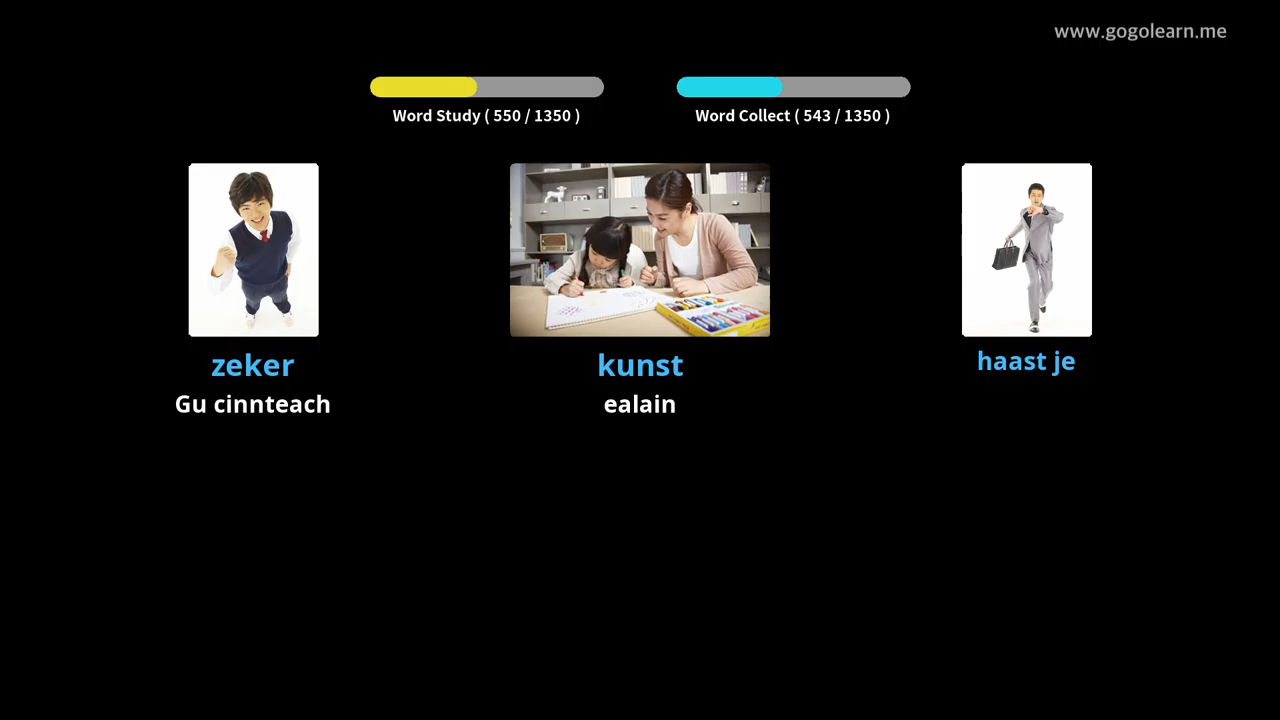 www.gogolearn.me
Word Study ( 550 / 1350 )
Word Collect ( 543 / 1350 )
zeker
Gu cinnteach
kunst
ealain
haast je